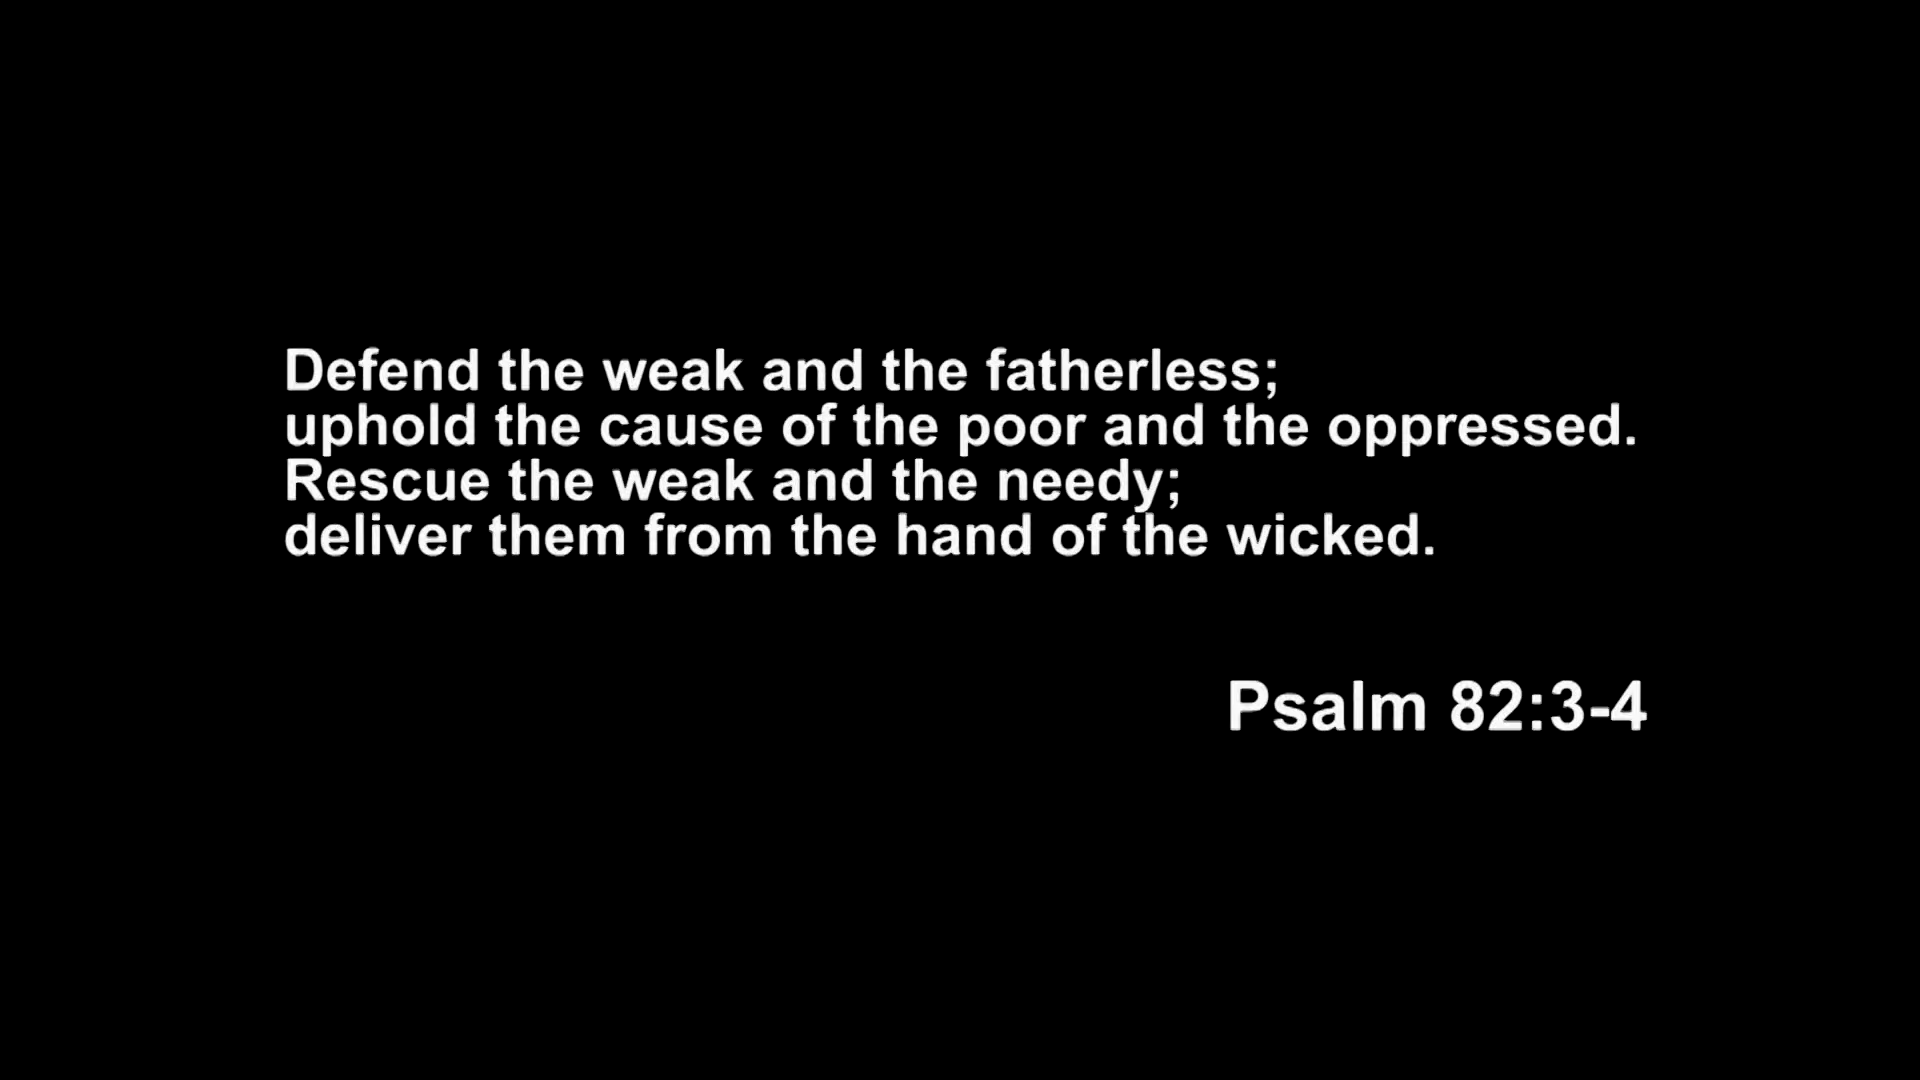 Defend the weak and the fatherless;
uphold the cause of the poor and the oppressed.
Rescue the weak and the needy;
deliver them from the hand of the wicked.
Psalm 82:3-4